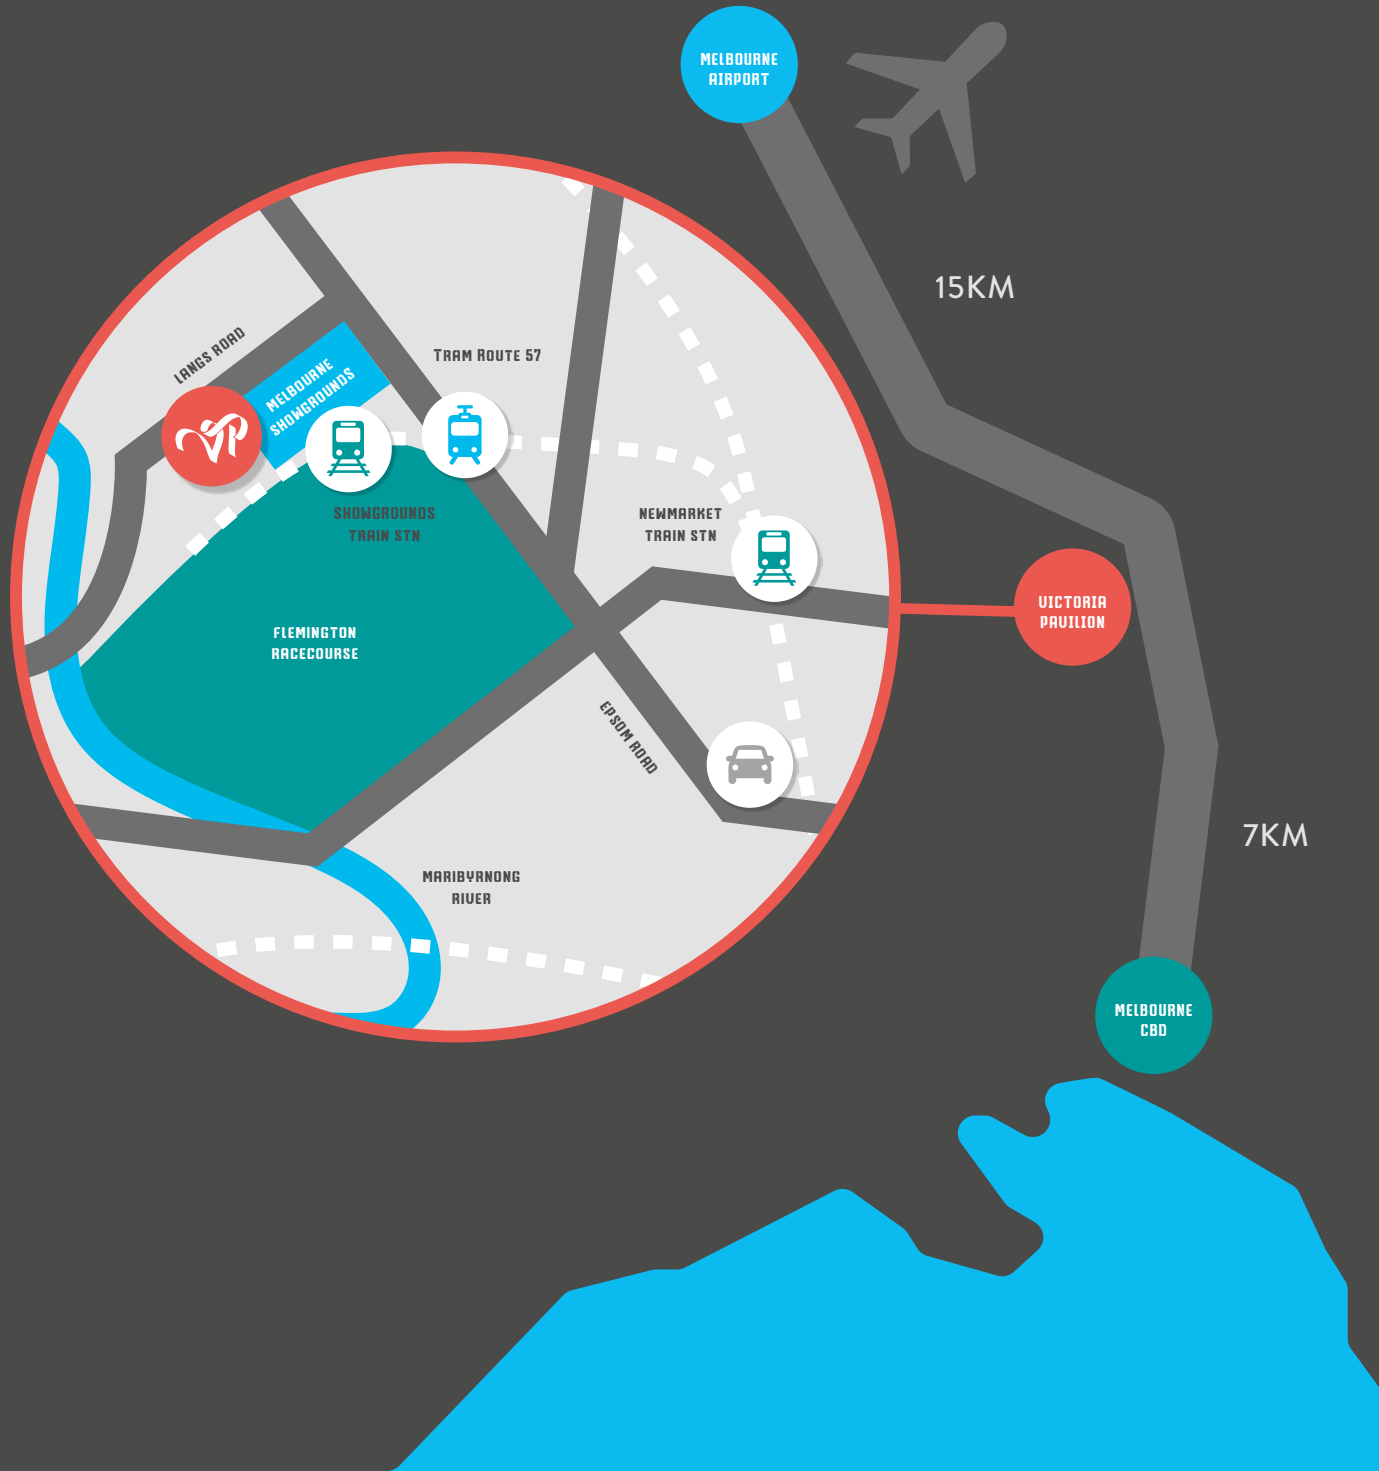 MELBOURNE
AIRPORT
15KM
LANGS ROAD
MELBOURNE
SHOWGROUNDS
TRAM ROUTE 57
VP
SHOWGROUNDS
TRAIN STN
NEWMARKET
TRAIN STN
VICTORIA
PAVILION
FLEMINGTON
RACECOURSE
EPSOM ROAD
7KM
MARIBYRNONG
RIVER
MELBOURNE
CBD